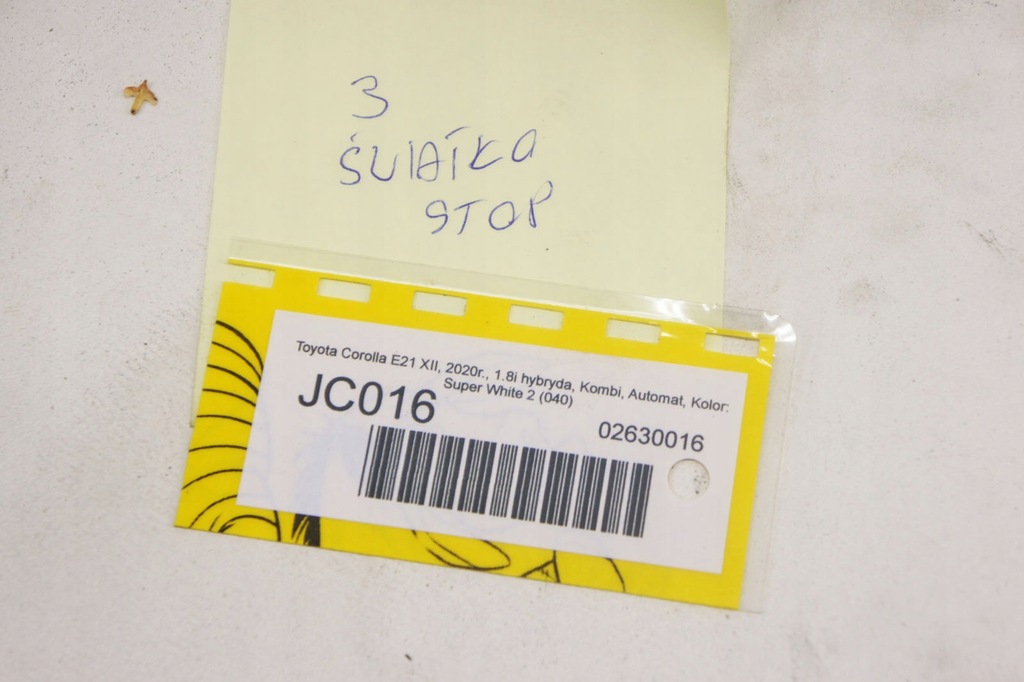 3
ŚWIATŁA
STOP
Toyota Corolla E21 XII, 2020r., 1.8i hybryda, Kombi, Automat, Kolor:
Super White 2 (040)
JC016
02630016